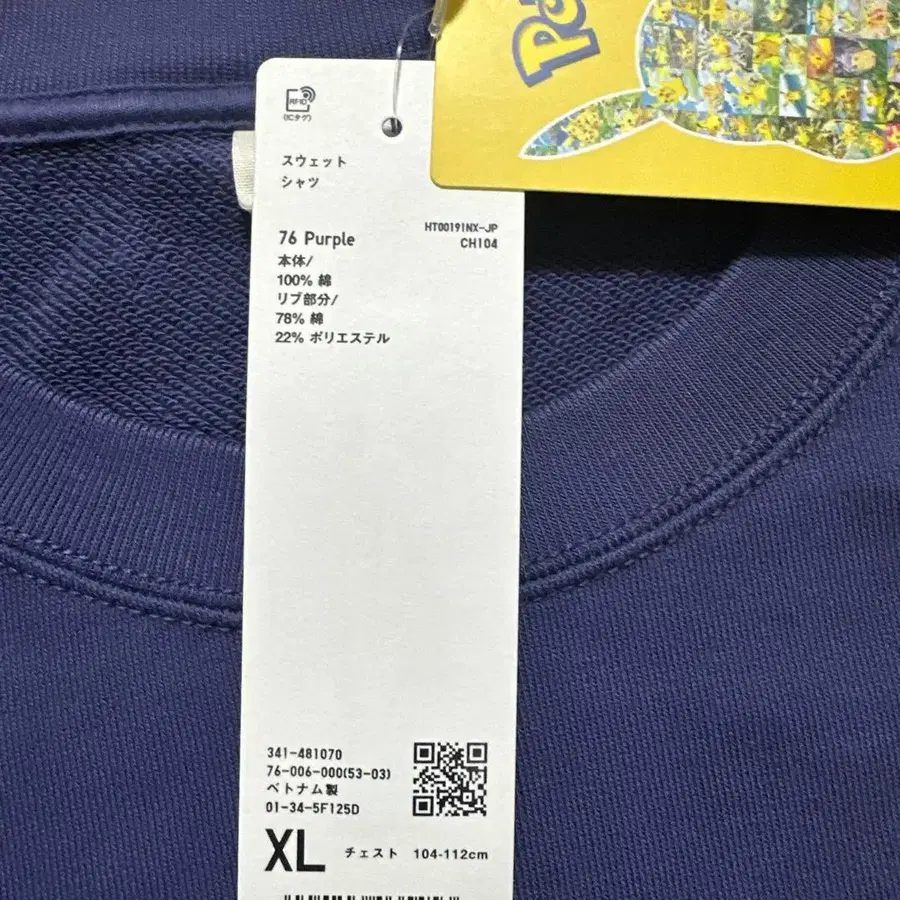 RFID
(ICタグ)
スウェット
シャツ
76 Purple
HT00191NX-JP
CH104
本体/
100% 綿
リブ部分/
78% 綿
22% ポリエステル
341-481070
76-006-000(53-03)
ベトナム製
01-34-5F125D
XL チェスト 104-112cm